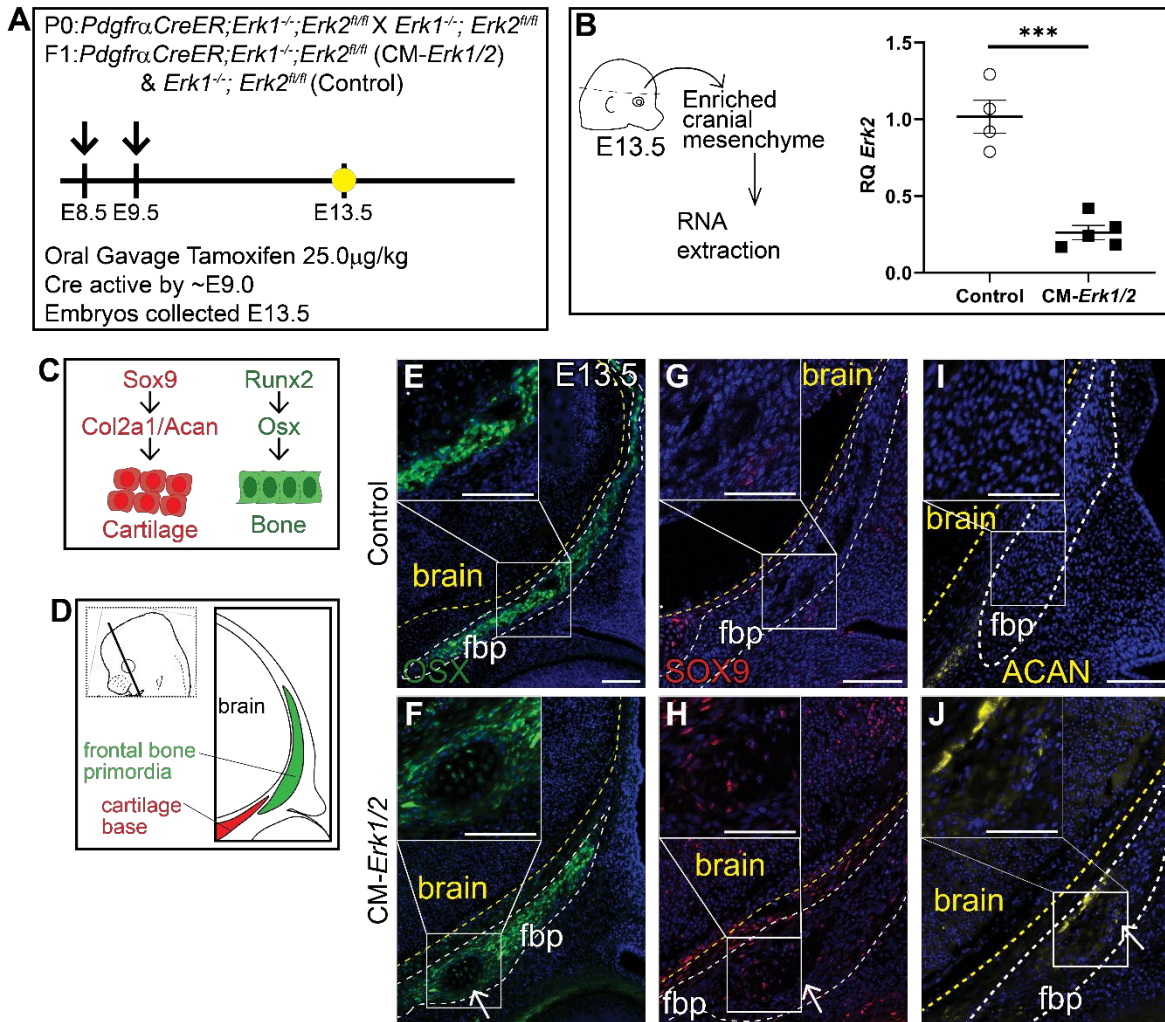 A
P0:PdgfrαCreER;Erk1-/-;Erk2fl/fl X Erk1-/-; Erk2fl/fl
F1:PdgfrαCreER;Erk1-/-;Erk2fl/fl (CM-Erk1/2)
& Erk1-/-; Erk2fl/fl (Control)
E8.5 E9.5 E13.5
Oral Gavage Tamoxifen 25.0μg/kg
Cre active by ~E9.0
Embryos collected E13.5
B
E13.5
Enriched
cranial
mesenchyme
RNA
extraction
***
RQ Erk2
1.5
1.0
0.5
0.0
Control CM-Erk1/2
C
Sox9 Runx2
Col2a1/Acan Osx
Cartilage Bone
D
brain
frontal bone
primordia
cartilage
base
Control
E
E13.5
brain
fbp
OSX
G
brain
fbp
SOX9
I
brain
fbp
ACAN
CM-Erk1/2
F
brain
fbp
H
brain
fbp
J
brain
fbp